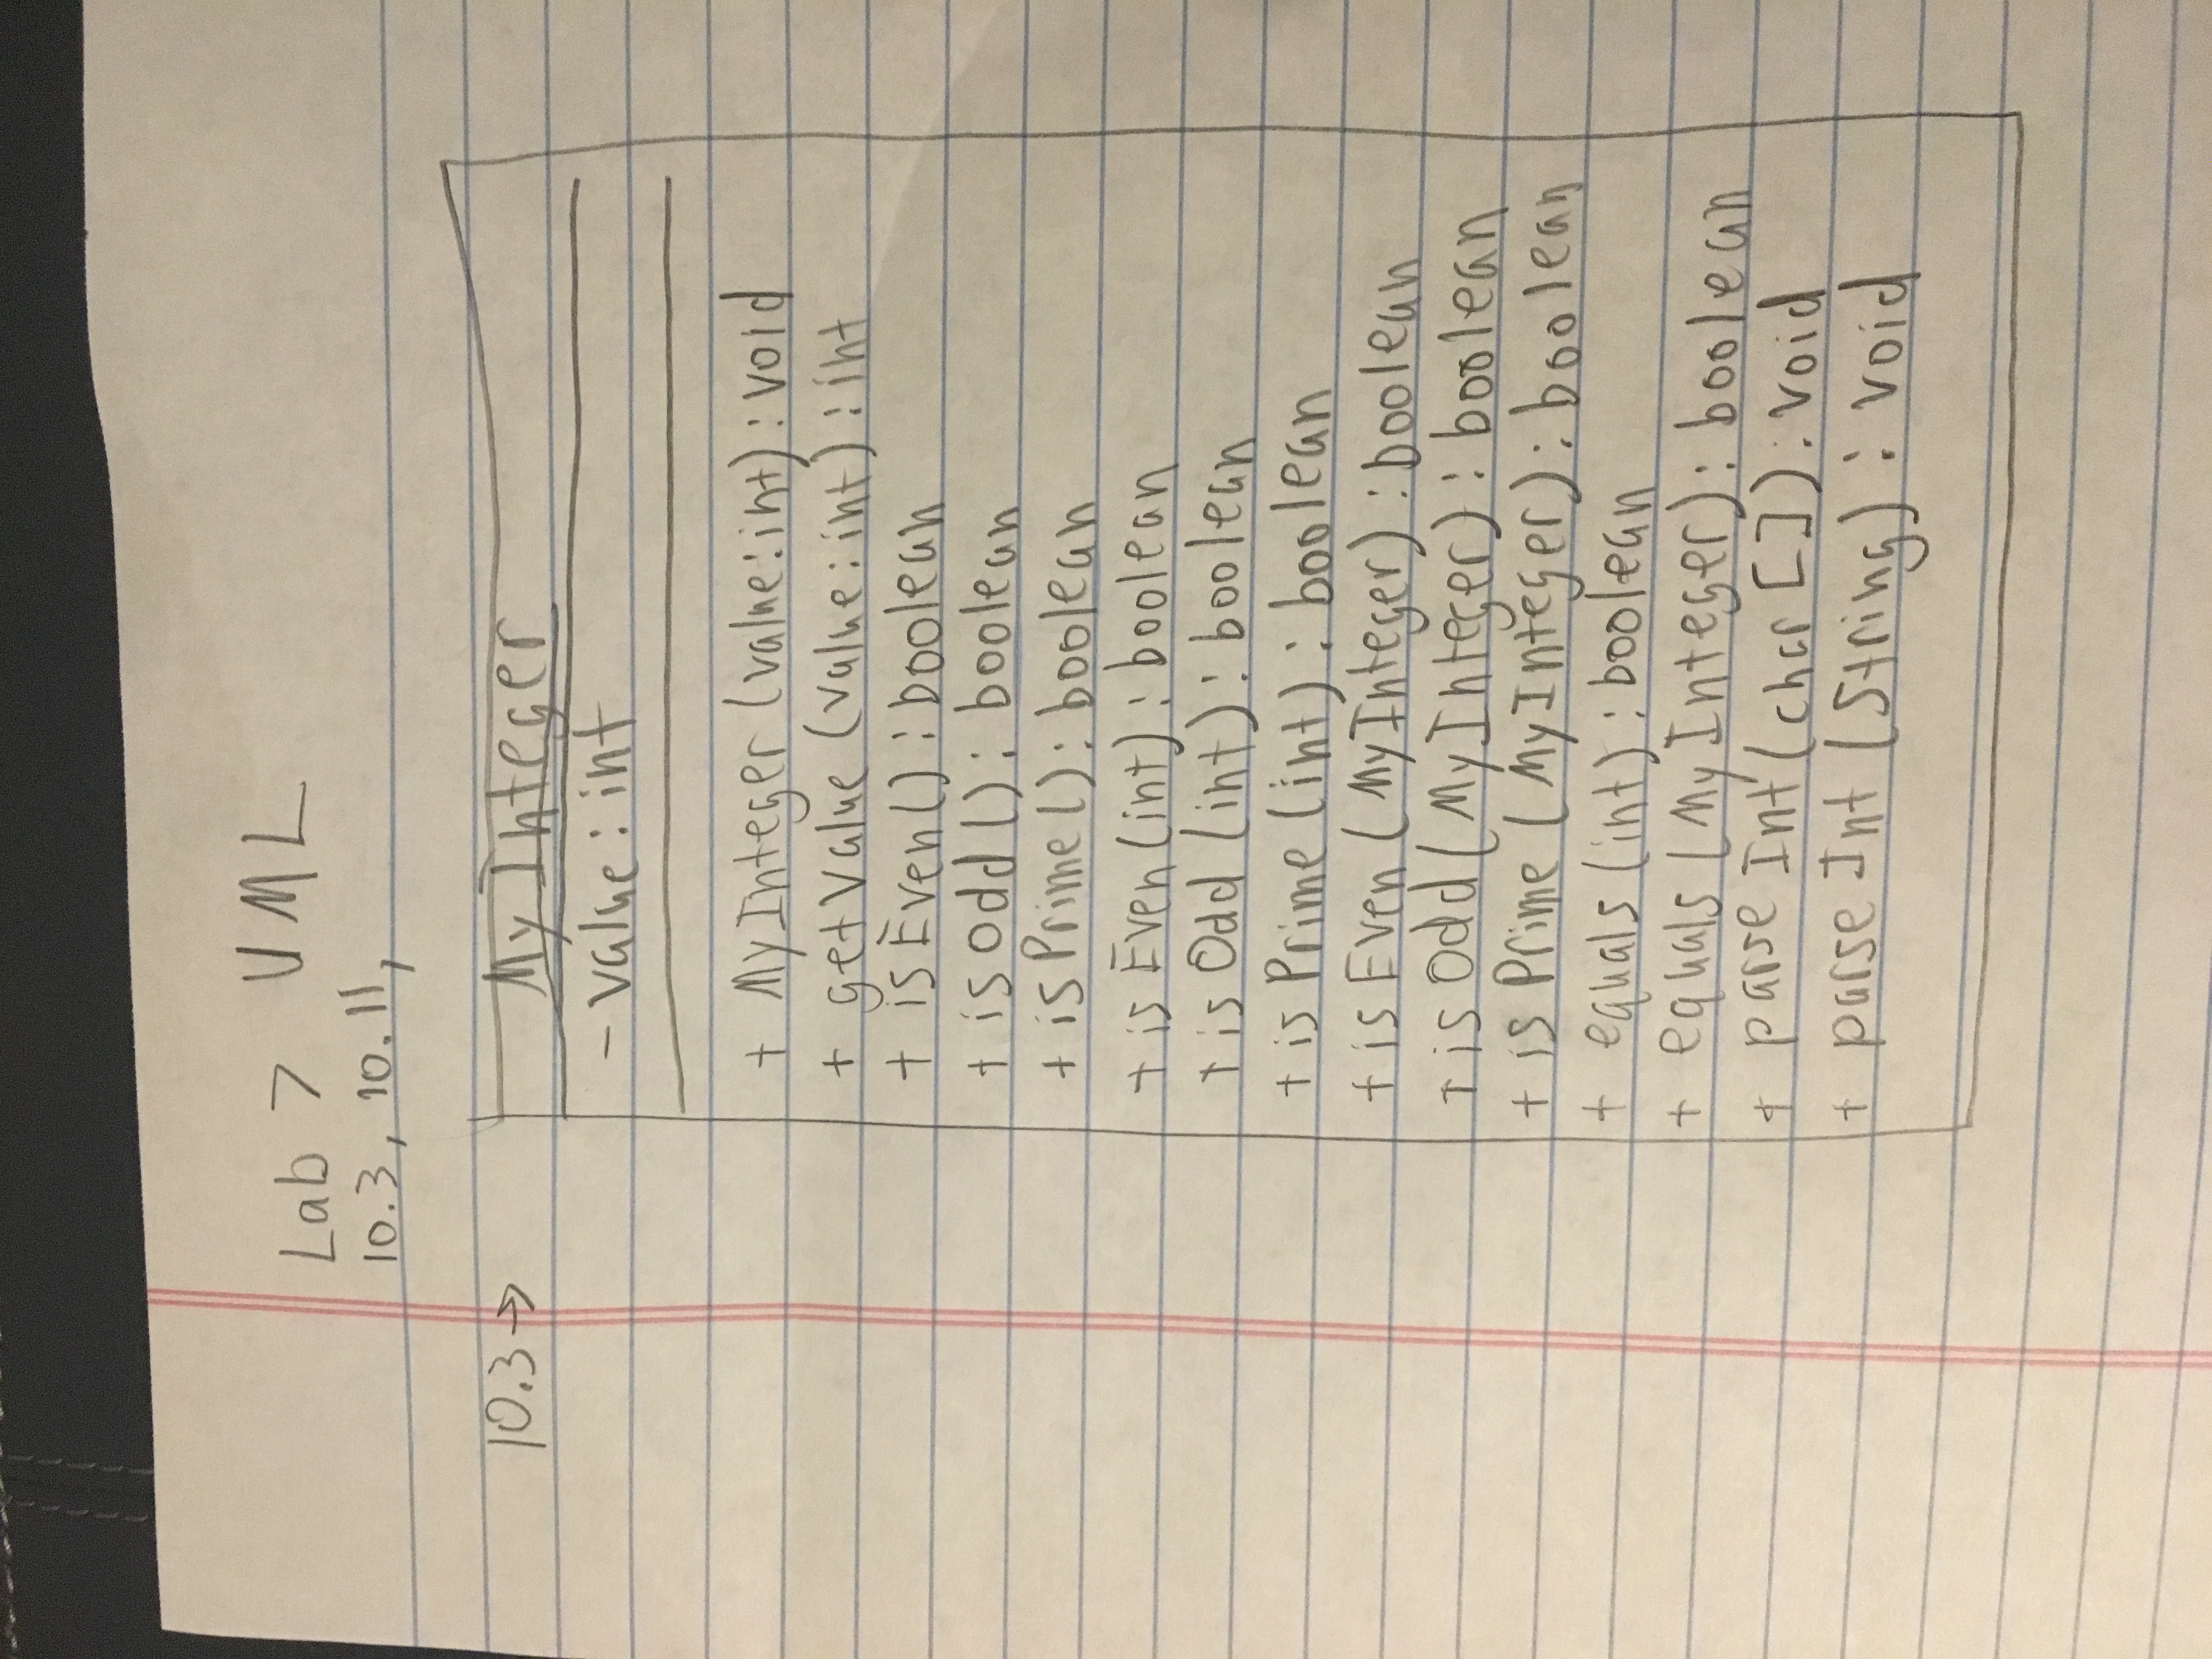 Lab 7 UML
10.3, 10.11,
10.3→
MyInteger
- value: int
+ MyInteger (value: int) : void
+ getValue (value: int) : int
+ isEven() : boolean
+ isOdd() : boolean
+ isPrime() : boolean
+ isEven(int) : boolean
+ isOdd(int) : boolean
+ isPrime(int) : boolean
+ isEven(MyInteger) : boolean
+ isOdd(MyInteger) : boolean
+ isPrime(MyInteger) : boolean
+ equals(int) : boolean
+ equals(MyInteger) : boolean
+ parseInt(char[]) : void
+ parseInt(String) : void